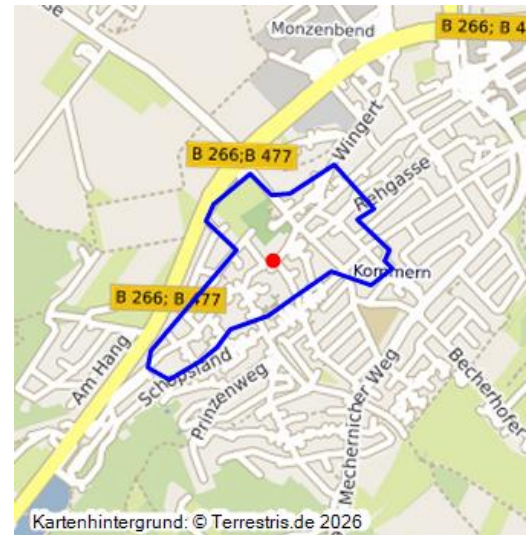 Monzenbend
B 266; B 4
B 266;B 477
Wingert
Rehgasse
Kommern
B 266; B 477
Am Hang
Schopsland
Prinzenweg
Mechernicher Weg
Becherhofer
Kartenhintergrund: © Terrestris.de 2026